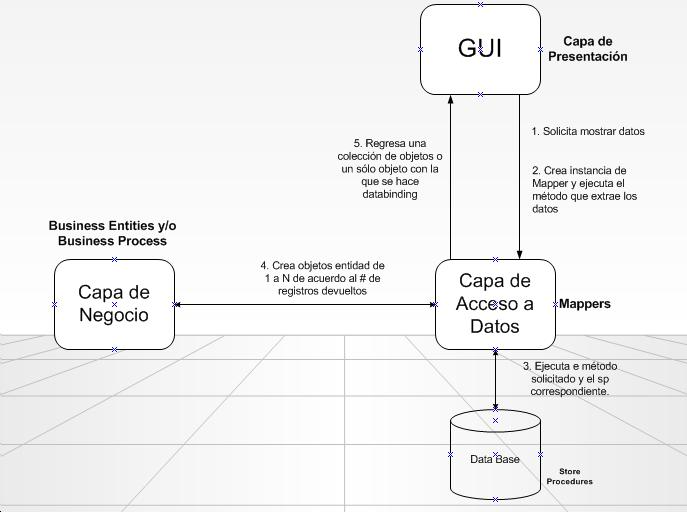 GUI
Capa de
Presentación
1. Solicita mostrar datos
5. Regresa una
colección de objetos o
un sólo objeto con la
que se hace
databinding
2. Crea instancia de
Mapper y ejecuta el
método que extrae los
datos
Business Entities y/o
Business Process
4. Crea objetos entidad de
1 a N de acuerdo al # de
registros devueltos
Capa de
Negocio
Capa de
Acceso a
Datos
Mappers
3. Ejecuta e método
solicitado y el sp
correspondiente.
Data Base
Store
Procedures